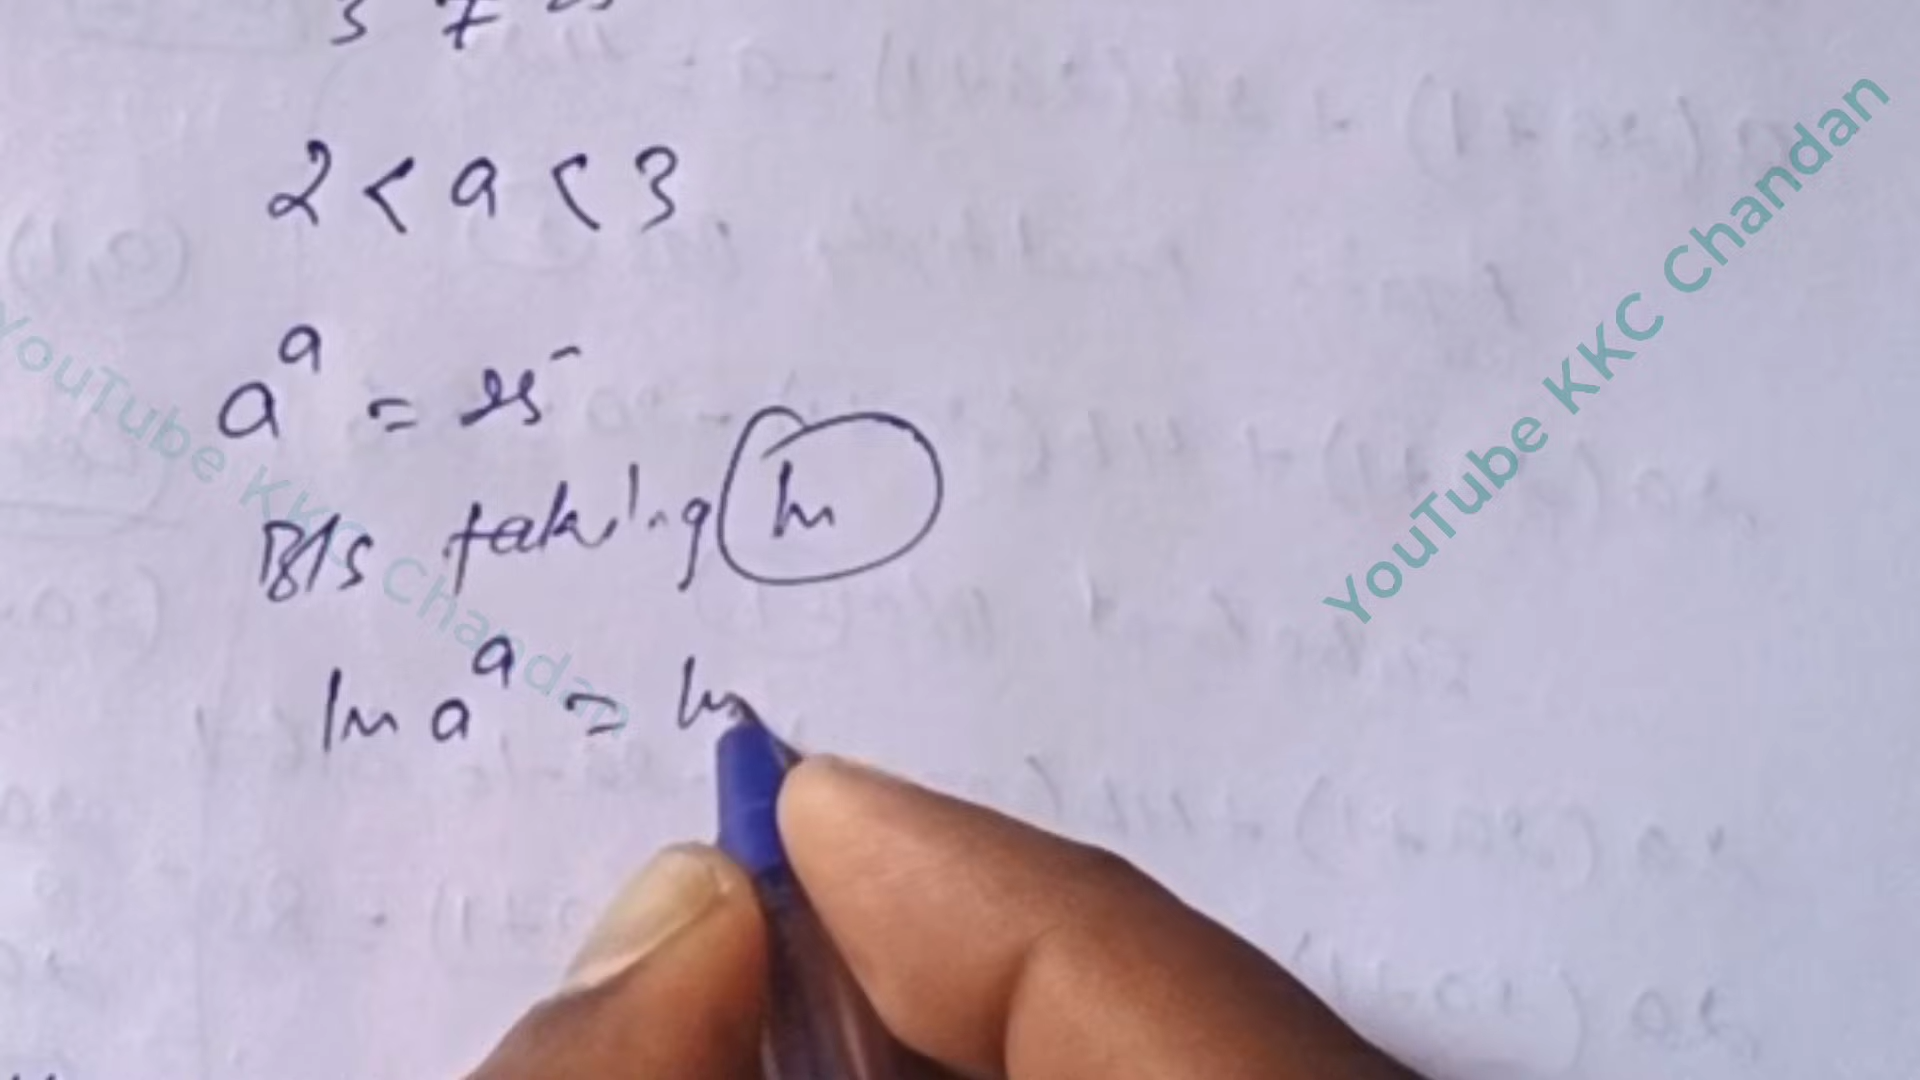 2 < a < 3
a^a = 25
B/S taking ln
ln a^a = ln
YouTube KKC Chandan
YouTube KKC Chandan